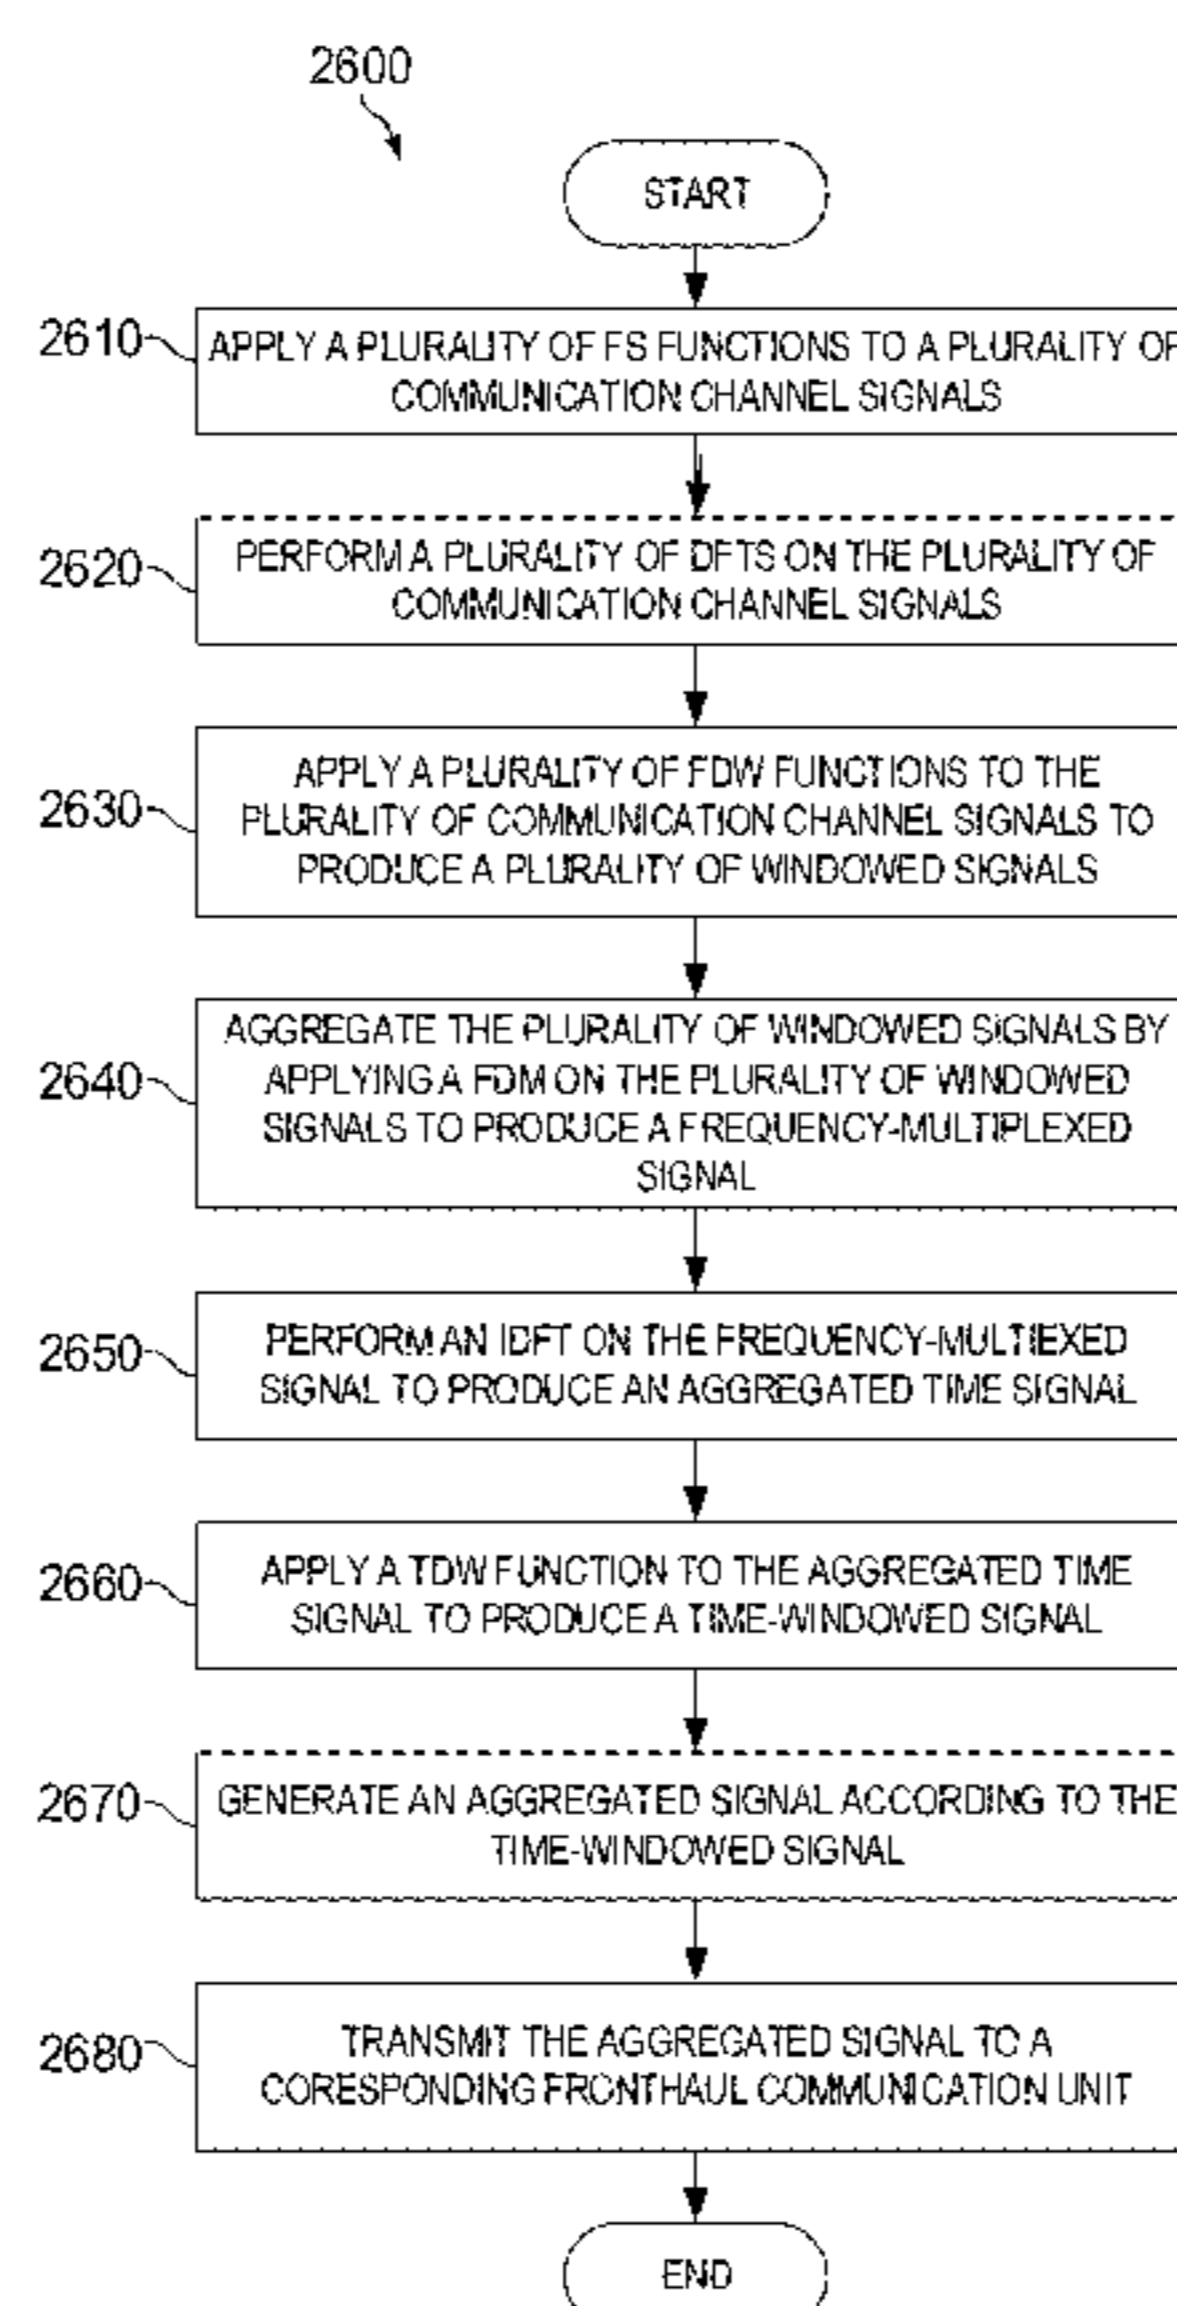 2600
START
2610
APPLY A PLURALITY OF FS FUNCTIONS TO A PLURALITY OF
COMMUNICATION CHANNEL SIGNALS
2620
PERFORM A PLURALITY OF DFTS ON THE PLURALITY OF
COMMUNICATION CHANNEL SIGNALS
2630
APPLY A PLURALITY OF FDW FUNCTIONS TO THE
PLURALITY OF COMMUNICATION CHANNEL SIGNALS TO
PRODUCE A PLURALITY OF WINDOWED SIGNALS
2640
AGGREGATE THE PLURALITY OF WINDOWED SIGNALS BY
APPLYING A FDM ON THE PLURALITY OF WINDOWED
SIGNALS TO PRODUCE A FREQUENCY-MULTIPLEXED
SIGNAL
2650
PERFORM AN IDFT ON THE FREQUENCY-MULTIEXED
SIGNAL TO PRODUCE AN AGGREGATED TIME SIGNAL
2660
APPLY A TDW FUNCTION TO THE AGGREGATED TIME
SIGNAL TO PRODUCE A TIME-WINDOWED SIGNAL
2670
GENERATE AN AGGREGATED SIGNAL ACCORDING TO THE
TIME-WINDOWED SIGNAL
2680
TRANSMIT THE AGGREGATED SIGNAL TO A
CORESPONDING FRONTHAUL COMMUNICATION UNIT
END